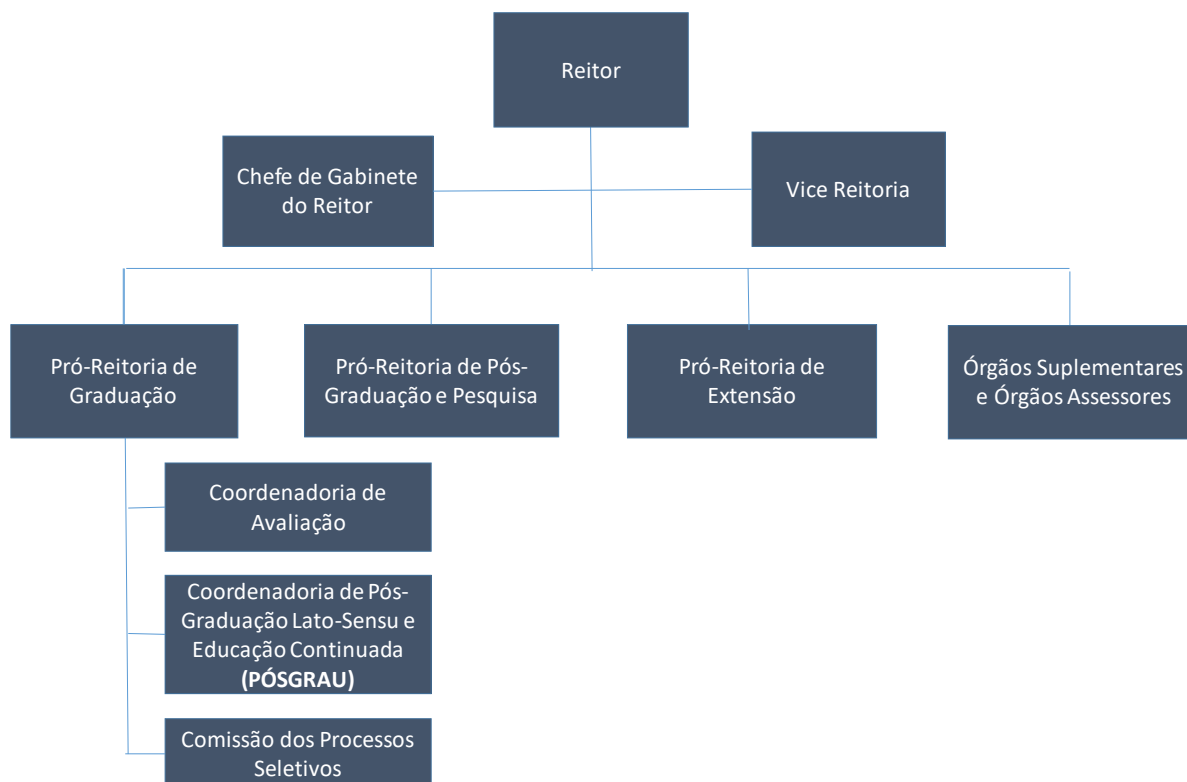 Reitor
Chefe de Gabinete
do Reitor
Vice Reitoria
Pró-Reitoria de
Graduação
Pró-Reitoria de Pós-
Graduação e Pesquisa
Pró-Reitoria de
Extensão
Órgãos Suplementares
e Órgãos Assessores
Coordenadoria de
Avaliação
Coordenadoria de Pós-
Graduação Lato-Sensu e
Educação Continuada
(PÓSGRAU)
Comissão dos Processos
Seletivos